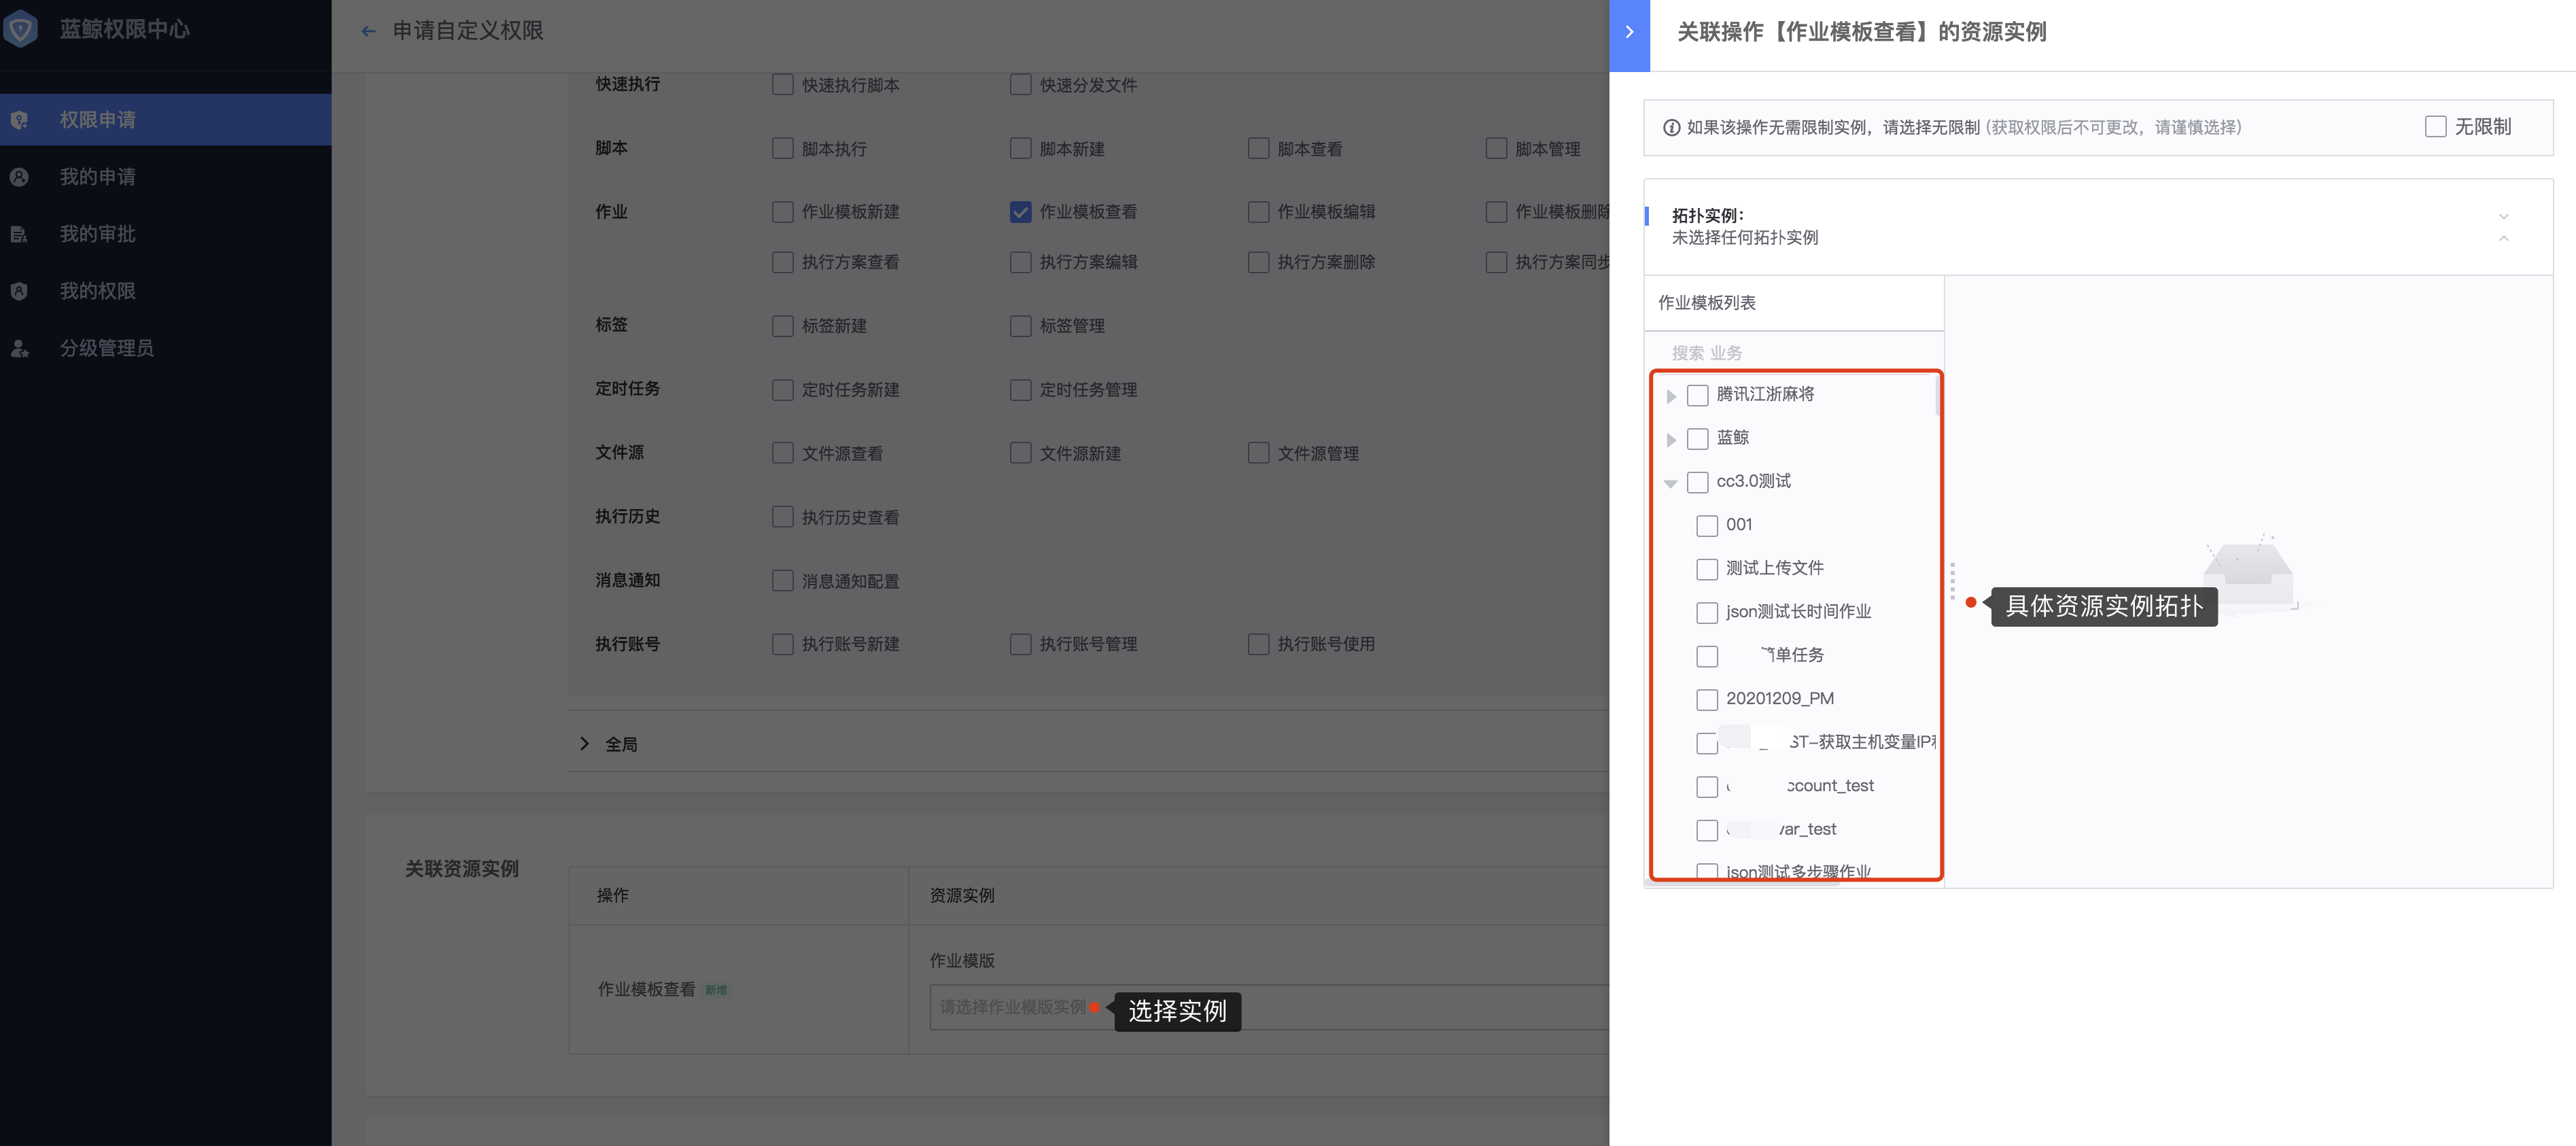 蓝鲸权限中心
权限申请
我的申请
我的审批
我的权限
分级管理员
申请自定义权限
快速执行 快速执行脚本 快速分发文件
脚本 脚本执行 脚本新建 脚本查看 脚本管理
作业 作业模板新建 作业模板查看 作业模板编辑 作业模板删除
执行方案查看 执行方案编辑 执行方案删除 执行方案同步
标签 标签新建 标签管理
定时任务 定时任务新建 定时任务管理
文件源 文件源查看 文件源新建 文件源管理
执行历史 执行历史查看
消息通知 消息通知配置
执行账号 执行账号新建 执行账号管理 执行账号使用
全局
关联资源实例
操作 资源实例
作业模版
作业模板查看 新增
请选择作业模版实例
选择实例
关联操作【作业模板查看】的资源实例
如果该操作无需限制实例，请选择无限制 (获取权限后不可更改，请谨慎选择)
无限制
拓扑实例：
未选择任何拓扑实例
作业模板列表
搜索 业务
腾讯江浙麻将
蓝鲸
cc3.0测试
001
测试上传文件
json测试长时间作业
单任务
20201209_PM
ST-获取主机变量IP
ccount_test
var_test
json测试多步骤作业
具体资源实例拓扑